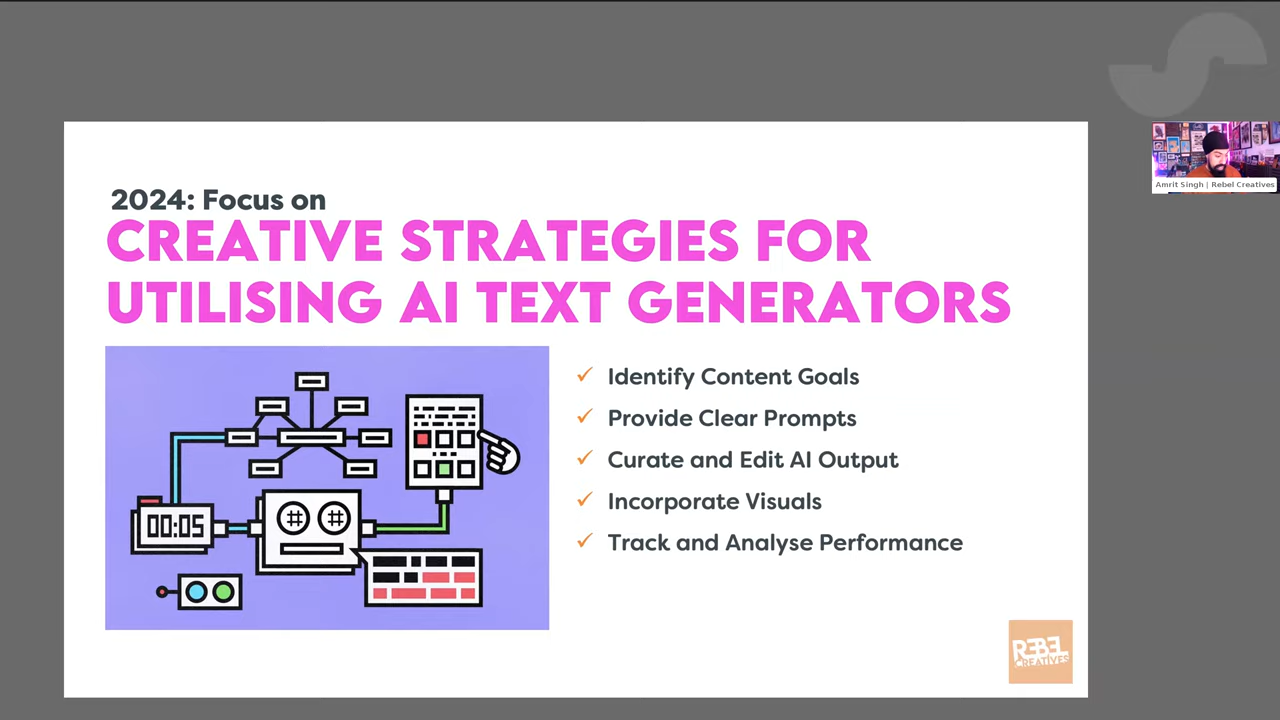 2024: Focus on
CREATIVE STRATEGIES FOR
UTILISING AI TEXT GENERATORS
✓ Identify Content Goals
✓ Provide Clear Prompts
✓ Curate and Edit AI Output
✓ Incorporate Visuals
✓ Track and Analyse Performance
00:05
# #
REBEL
CREATIVES
Amrit Singh | Rebel Creatives